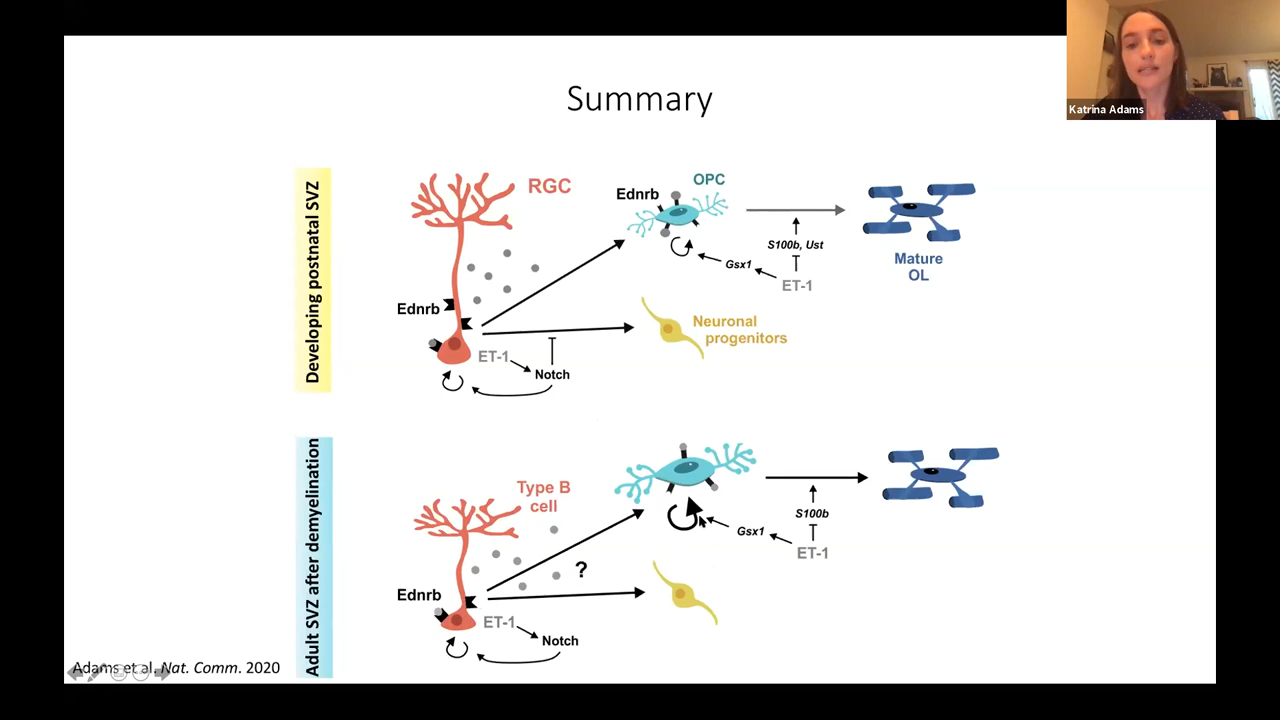 Katrina Adams
Summary
Developing postnatal SVZ
RGC
Ednrb
OPC
Ednrb
S100b, Ust
Gsx1
ET-1
Mature
OL
Neuronal
progenitors
ET-1
Notch
Adult SVZ after demyelination
Type B
cell
Ednrb
?
S100b
Gsx1
ET-1
ET-1
Notch
Adams et al. Nat. Comm. 2020